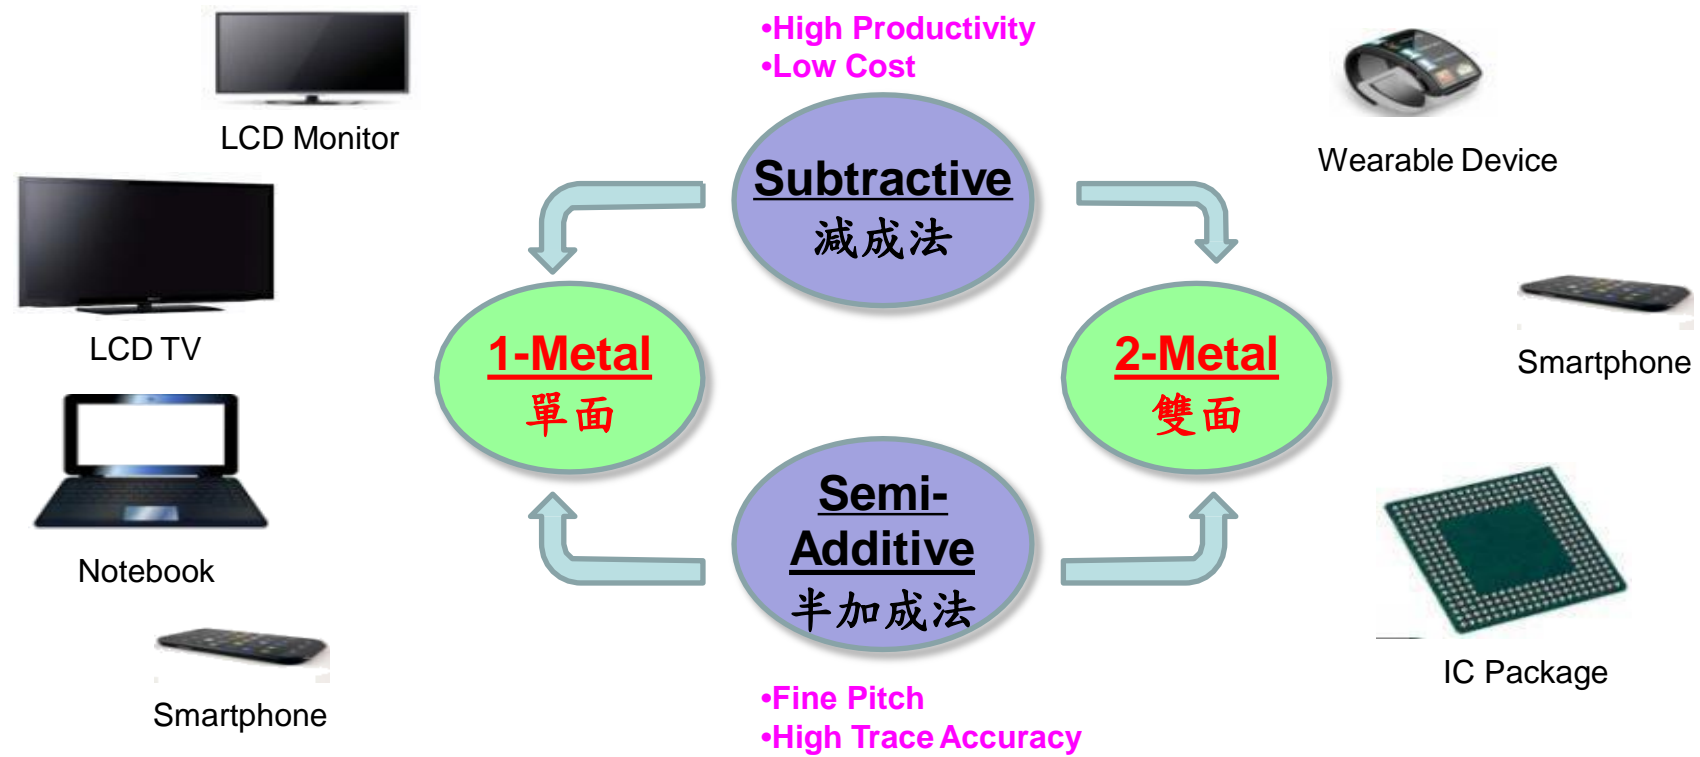 •High Productivity
•Low Cost
LCD Monitor
Subtractive
減成法
Wearable Device
LCD TV
1-Metal
單面
2-Metal
雙面
Smartphone
Notebook
Semi-
Additive
半加成法
IC Package
Smartphone
•Fine Pitch
•High Trace Accuracy